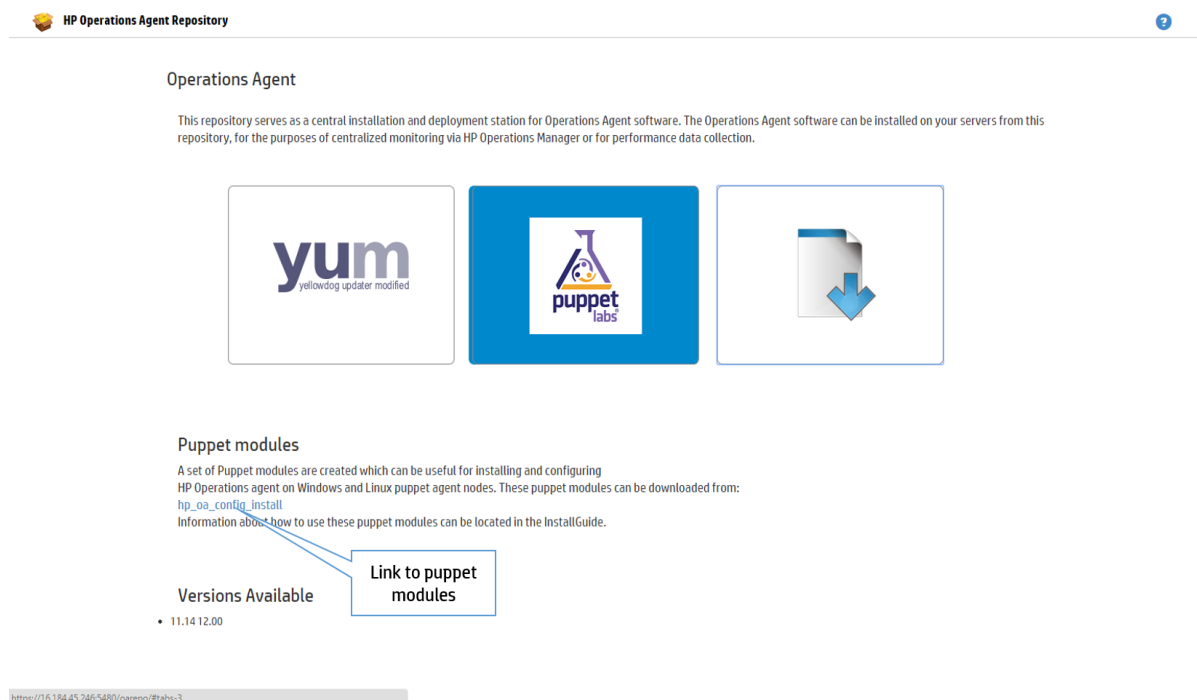 HP Operations Agent Repository
?
Operations Agent
This repository serves as a central installation and deployment station for Operations Agent software. The Operations Agent software can be installed on your servers from this
repository, for the purposes of centralized monitoring via HP Operations Manager or for performance data collection.
yum
yellowdog updater modified
puppet
labs
Puppet modules
A set of Puppet modules are created which can be useful for installing and configuring
HP Operations agent on Windows and Linux puppet agent nodes. These puppet modules can be downloaded from:
hp_oa_config_install
Information about how to use these puppet modules can be located in the InstallGuide.
Link to puppet
modules
Versions Available
• 11.14 12.00
https://16.184.45.246:5480/oarepo/#tabs-3